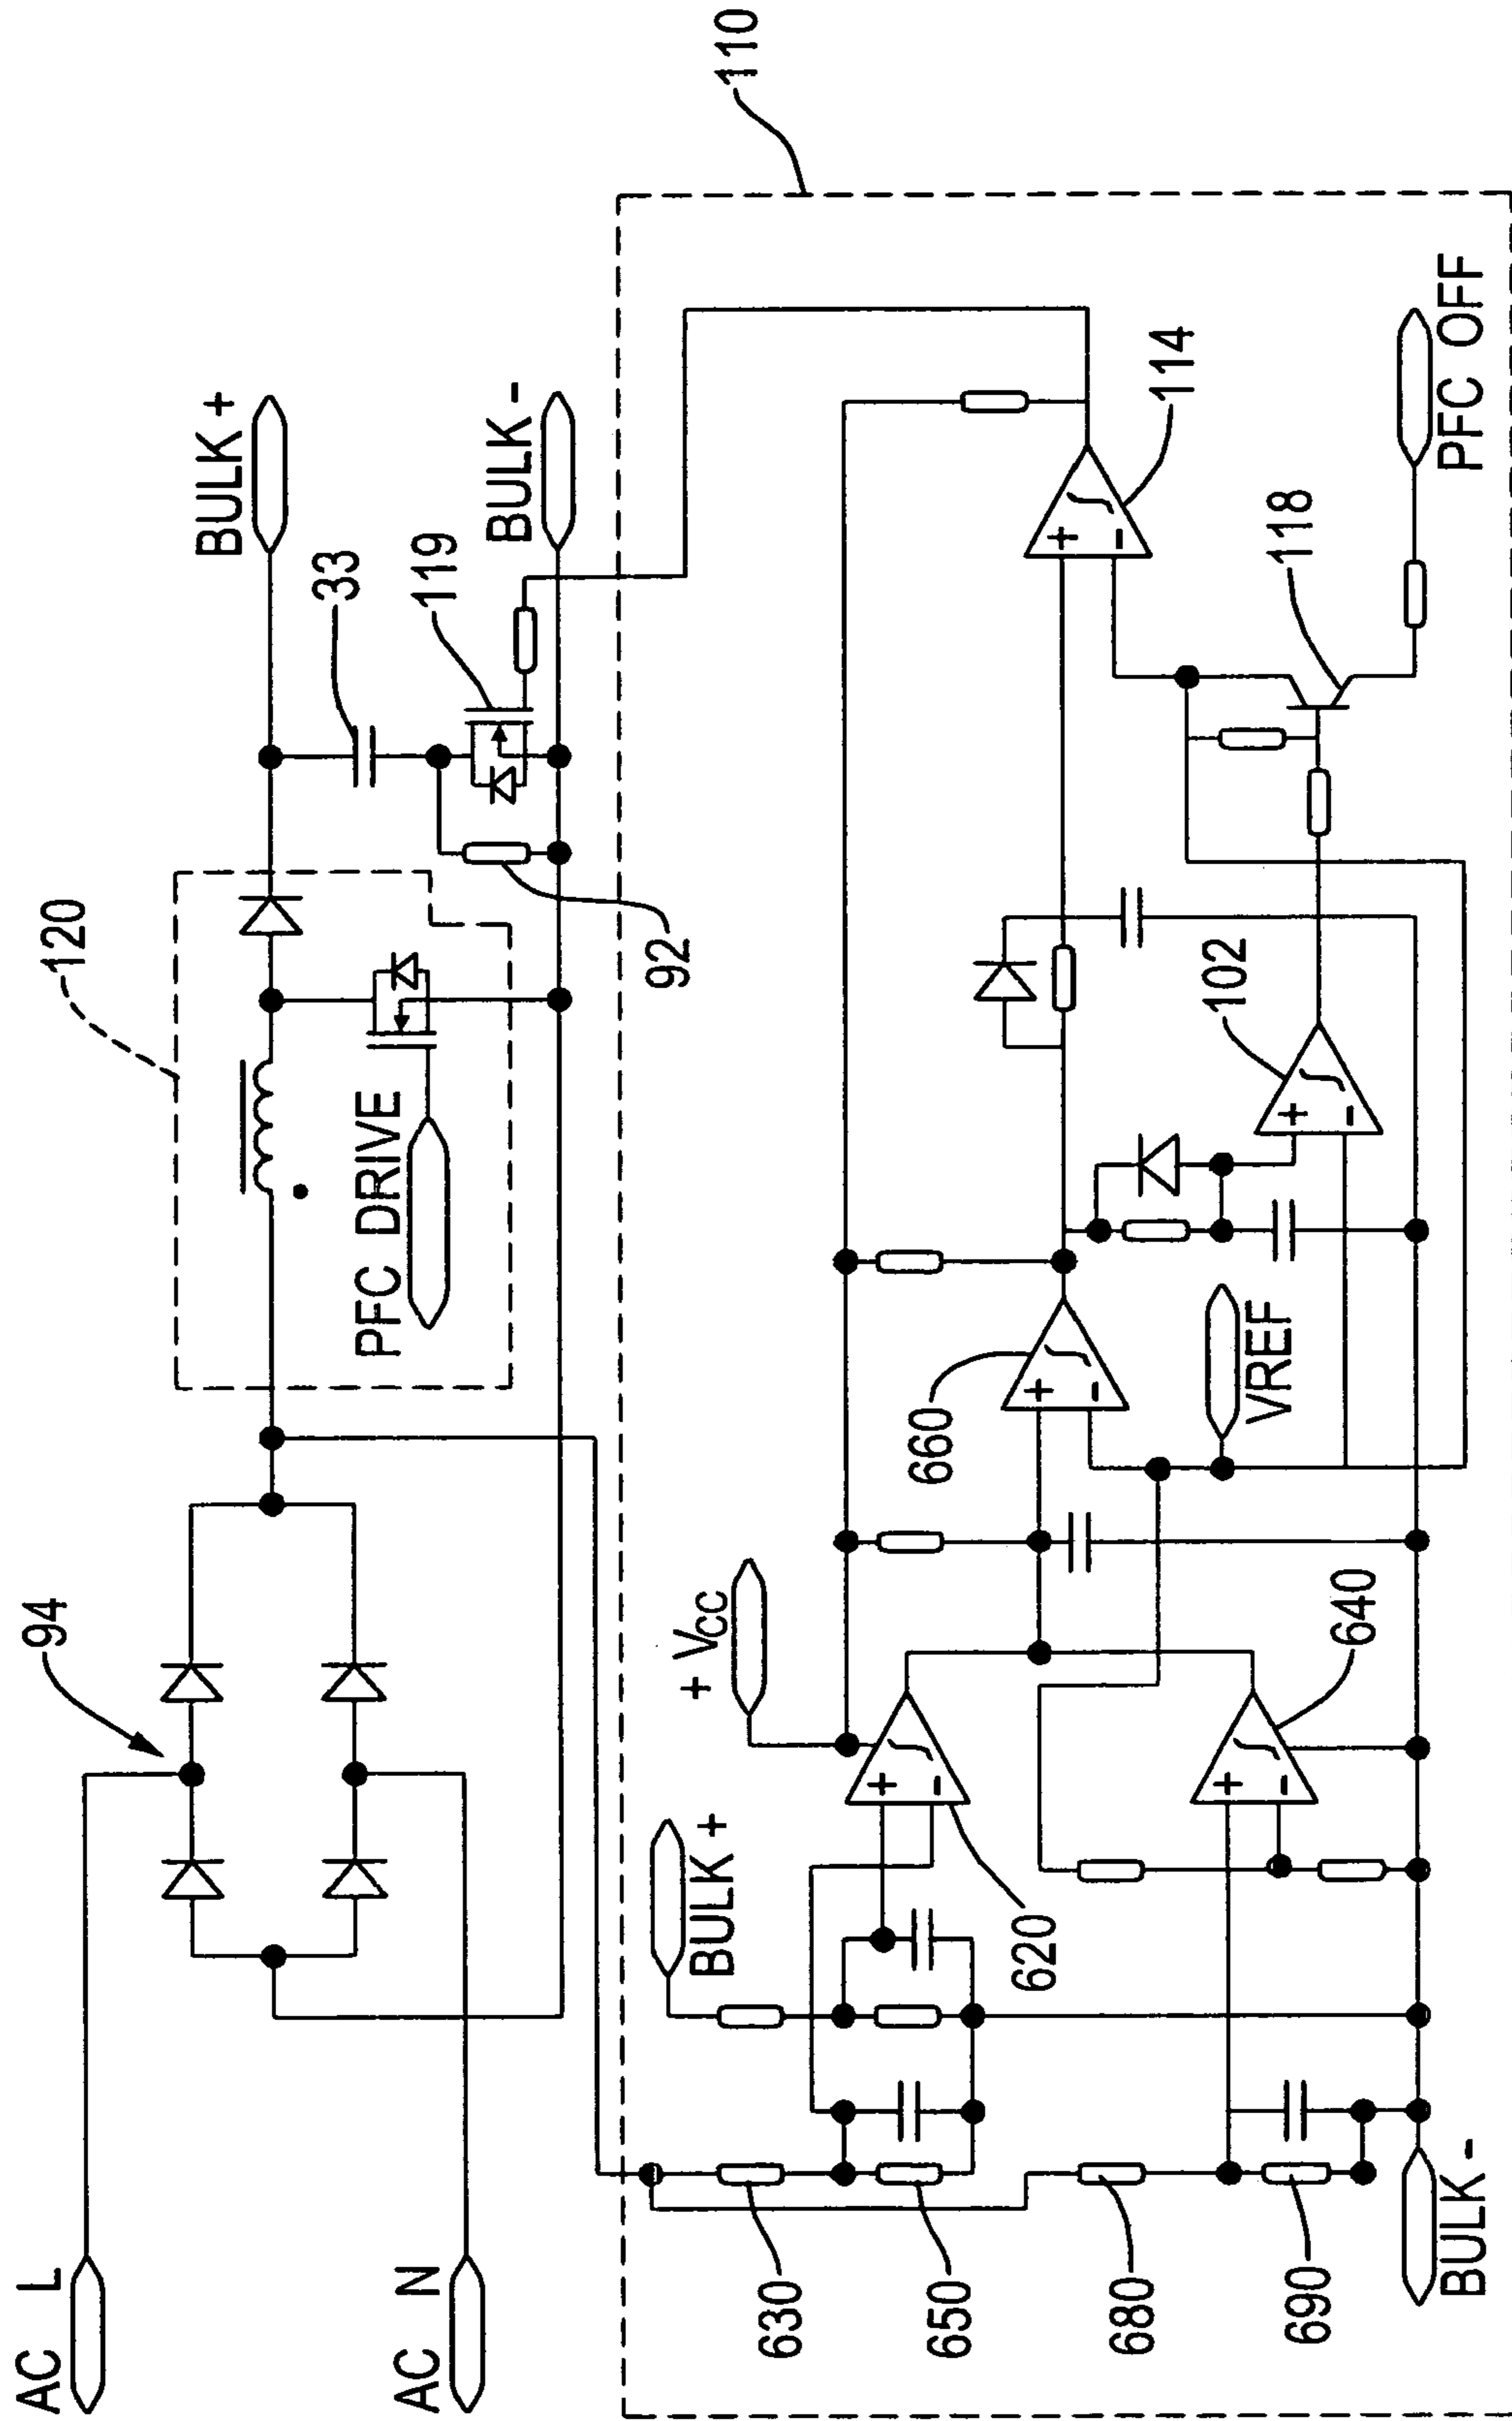 AC L
AC N
94
120
PFC DRIVE
BULK +
33
119
BULK -
92
110
+ VCC
BULK +
630
650
620
680
690
BULK -
640
660
VREF
102
114
118
PFC OFF
+
-
+
-
+
-
+
-
+
-